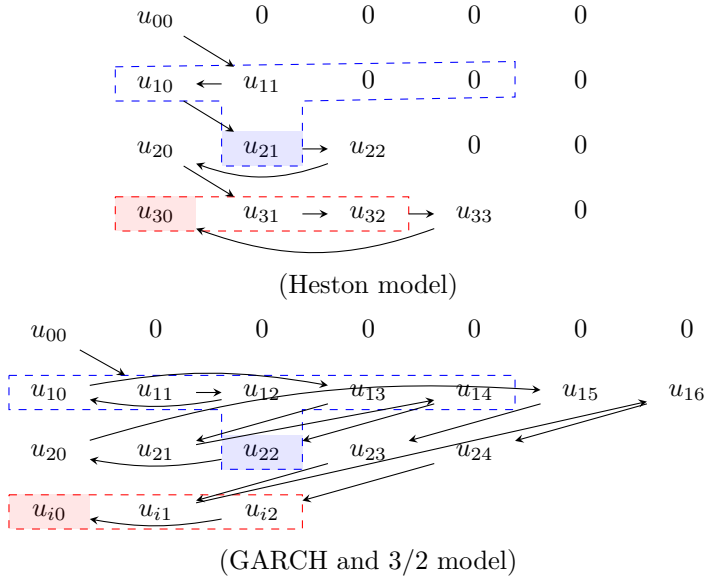 u00 0 0 0 0
u10 u11 0 0 0
u20 u21 u22 0 0
u30 u31 u32 u33 0
(Heston model)
u00 0 0 0 0 0 0
u10 u11 u12 u13 u14 u15 u16
u20 u21 u22 u23 u24
ui0 ui1 ui2
(GARCH and 3/2 model)